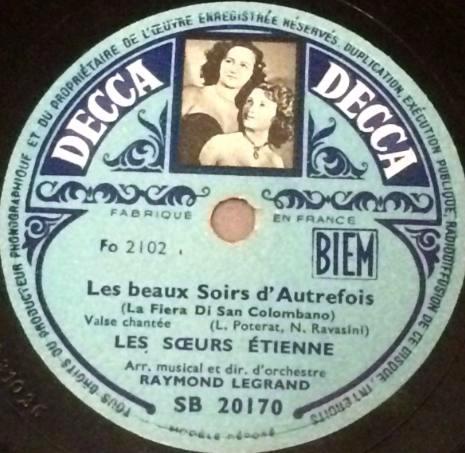 TOUS DROITS DU PRODUCTEUR PHONOGRAPHIQUE ET DU PROPRIÉTAIRE DE L'ŒUVRE ENREGISTRÉE RÉSERVÉS. DUPLICATION, EXÉCUTION PUBLIQUE, RADIODIFFUSION DE CE DISQUE, INTERDITS
DECCA DECCA
FABRIQUÉ EN FRANCE
Fo 2102 .
BIEM
Les beaux Soirs d'Autrefois
(La Fiera Di San Colombano)
Valse chantée (L. Poterat, N. Ravasini)
LES SŒURS ÉTIENNE
Arr. musical et dir. d'orchestre
RAYMOND LEGRAND
SB 20170
MODÈLE DÉPOSÉ